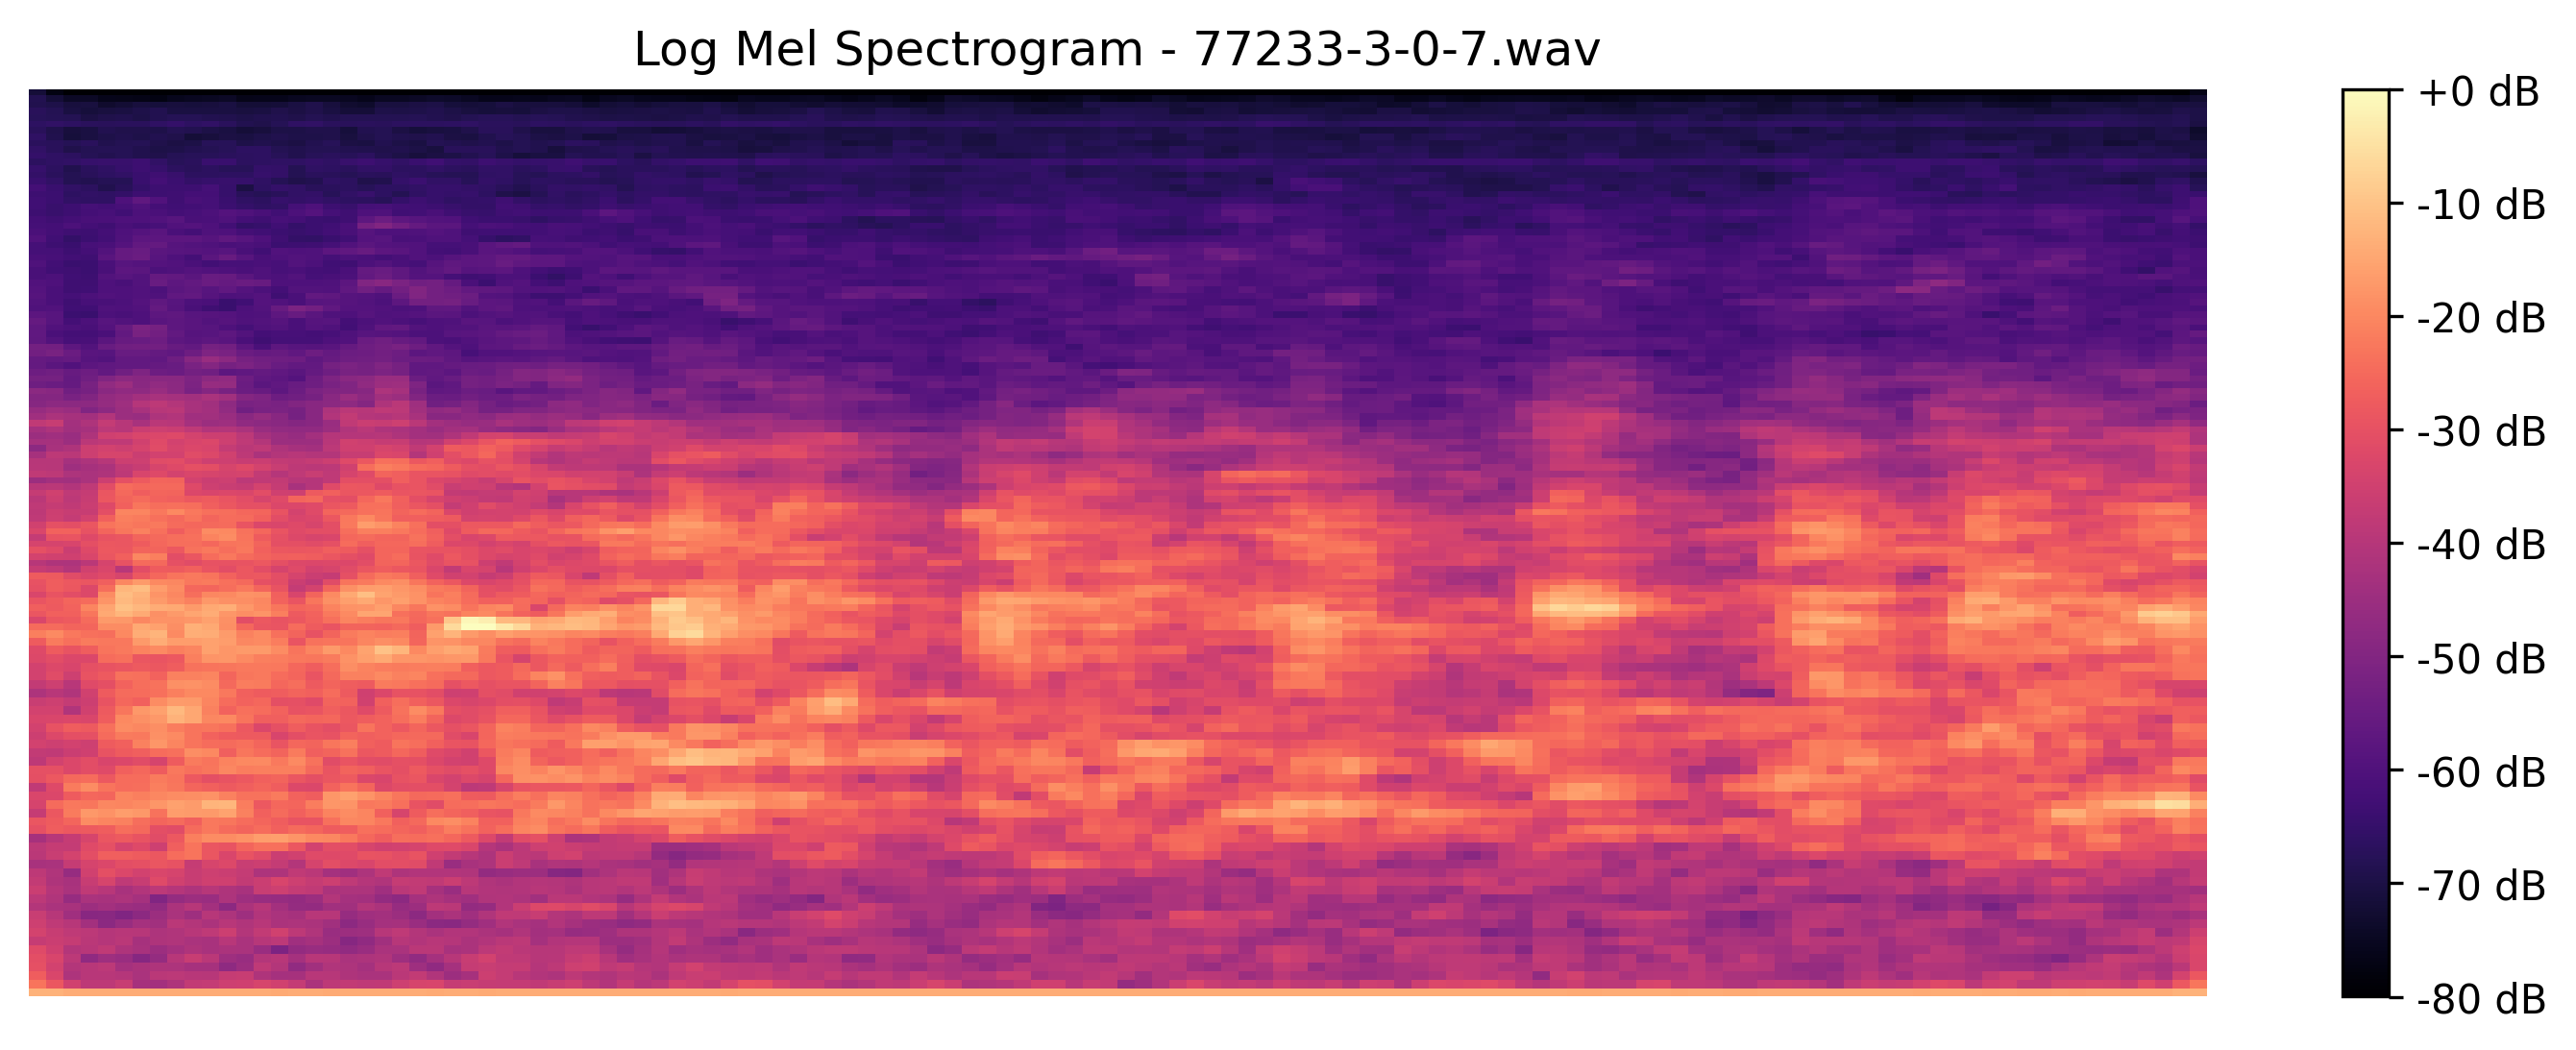 Log Mel Spectrogram - 77233-3-0-7.wav
+0 dB
-10 dB
-20 dB
-30 dB
-40 dB
-50 dB
-60 dB
-70 dB
-80 dB